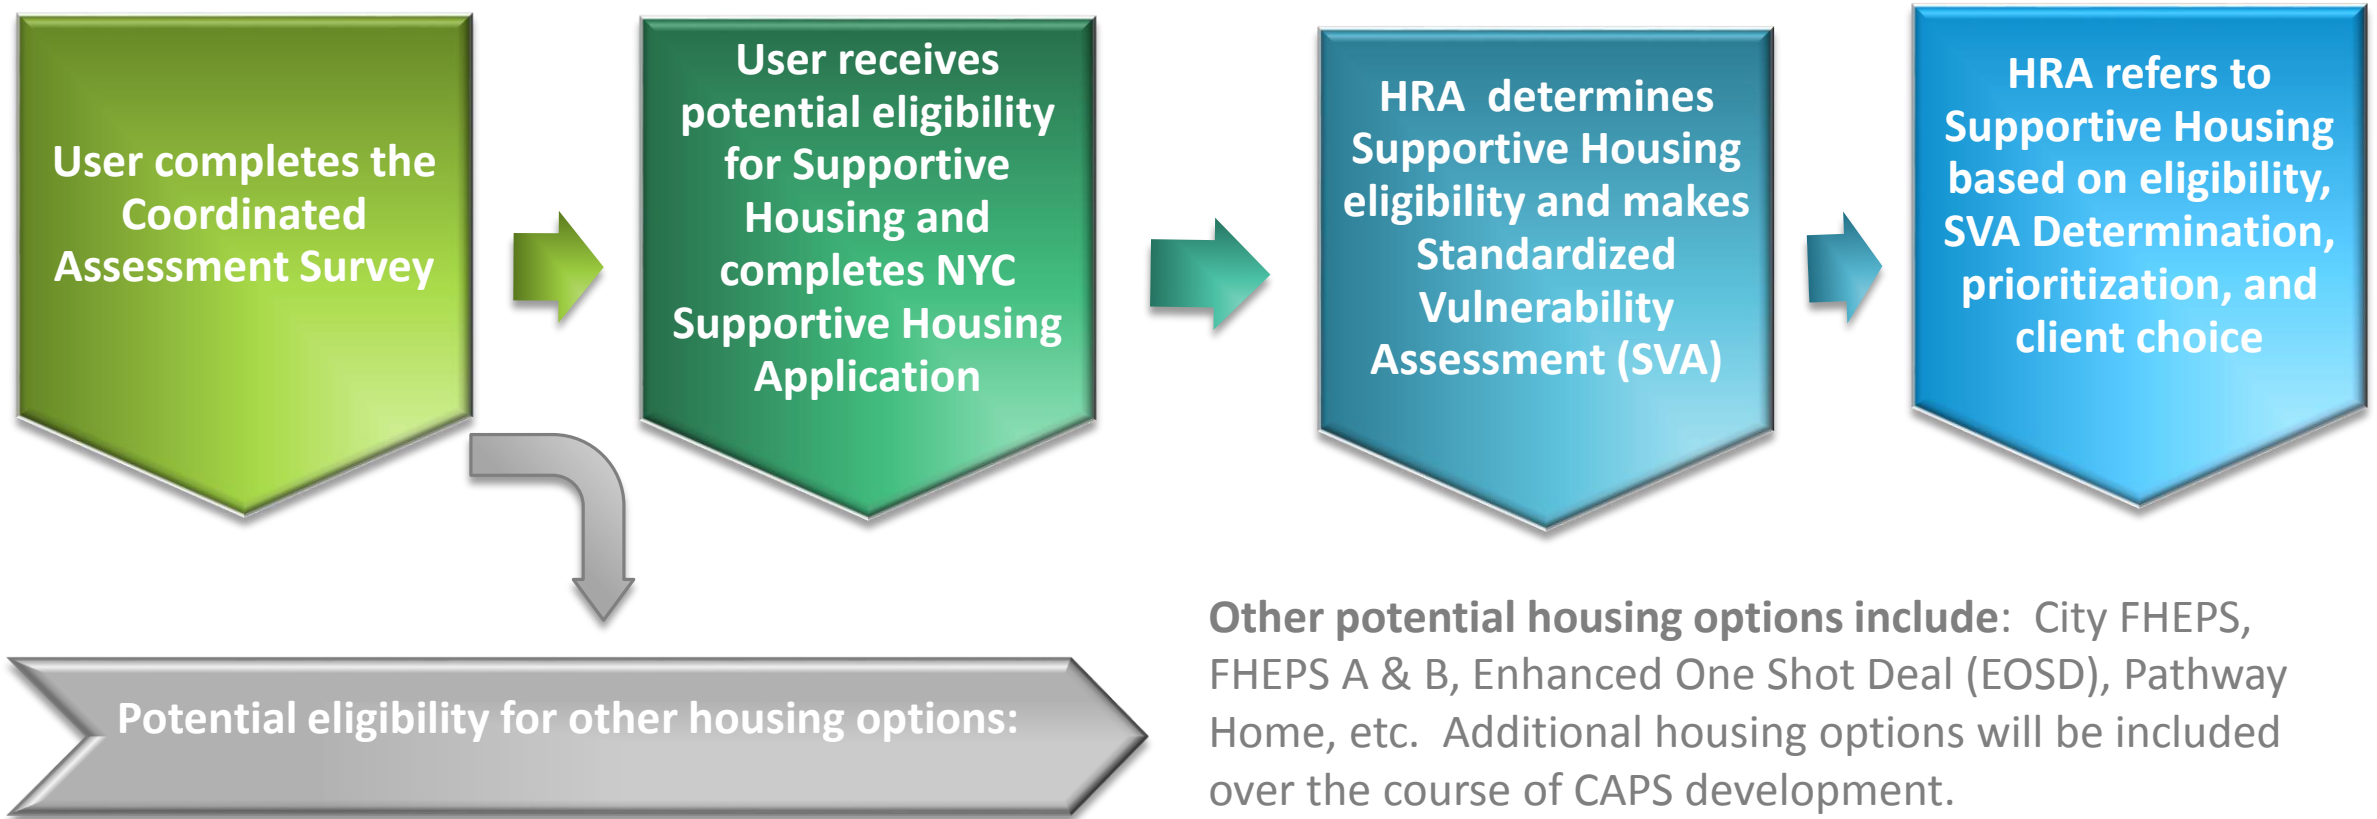 User completes the
Coordinated
Assessment Survey
User receives
potential eligibility
for Supportive
Housing and
completes NYC
Supportive Housing
Application
HRA  determines
Supportive Housing
eligibility and makes
Standardized
Vulnerability
Assessment (SVA)
HRA refers to
Supportive Housing
based on eligibility,
SVA Determination,
prioritization, and
client choice
Potential eligibility for other housing options:
Other potential housing options include:  City FHEPS,
FHEPS A & B, Enhanced One Shot Deal (EOSD), Pathway
Home, etc.  Additional housing options will be included
over the course of CAPS development.